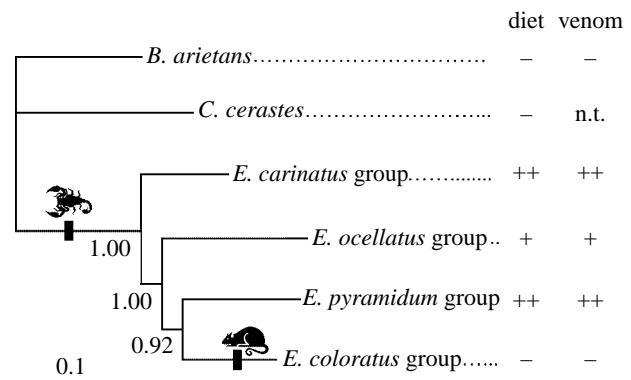 diet venom
B. arietans…………………………… – –
C. cerastes…………………….. – n.t.
E. carinatus group……........ ++ ++
1.00
E. ocellatus group.. + +
1.00
E. pyramidum group ++ ++
0.92
E. coloratus group…... – –
0.1